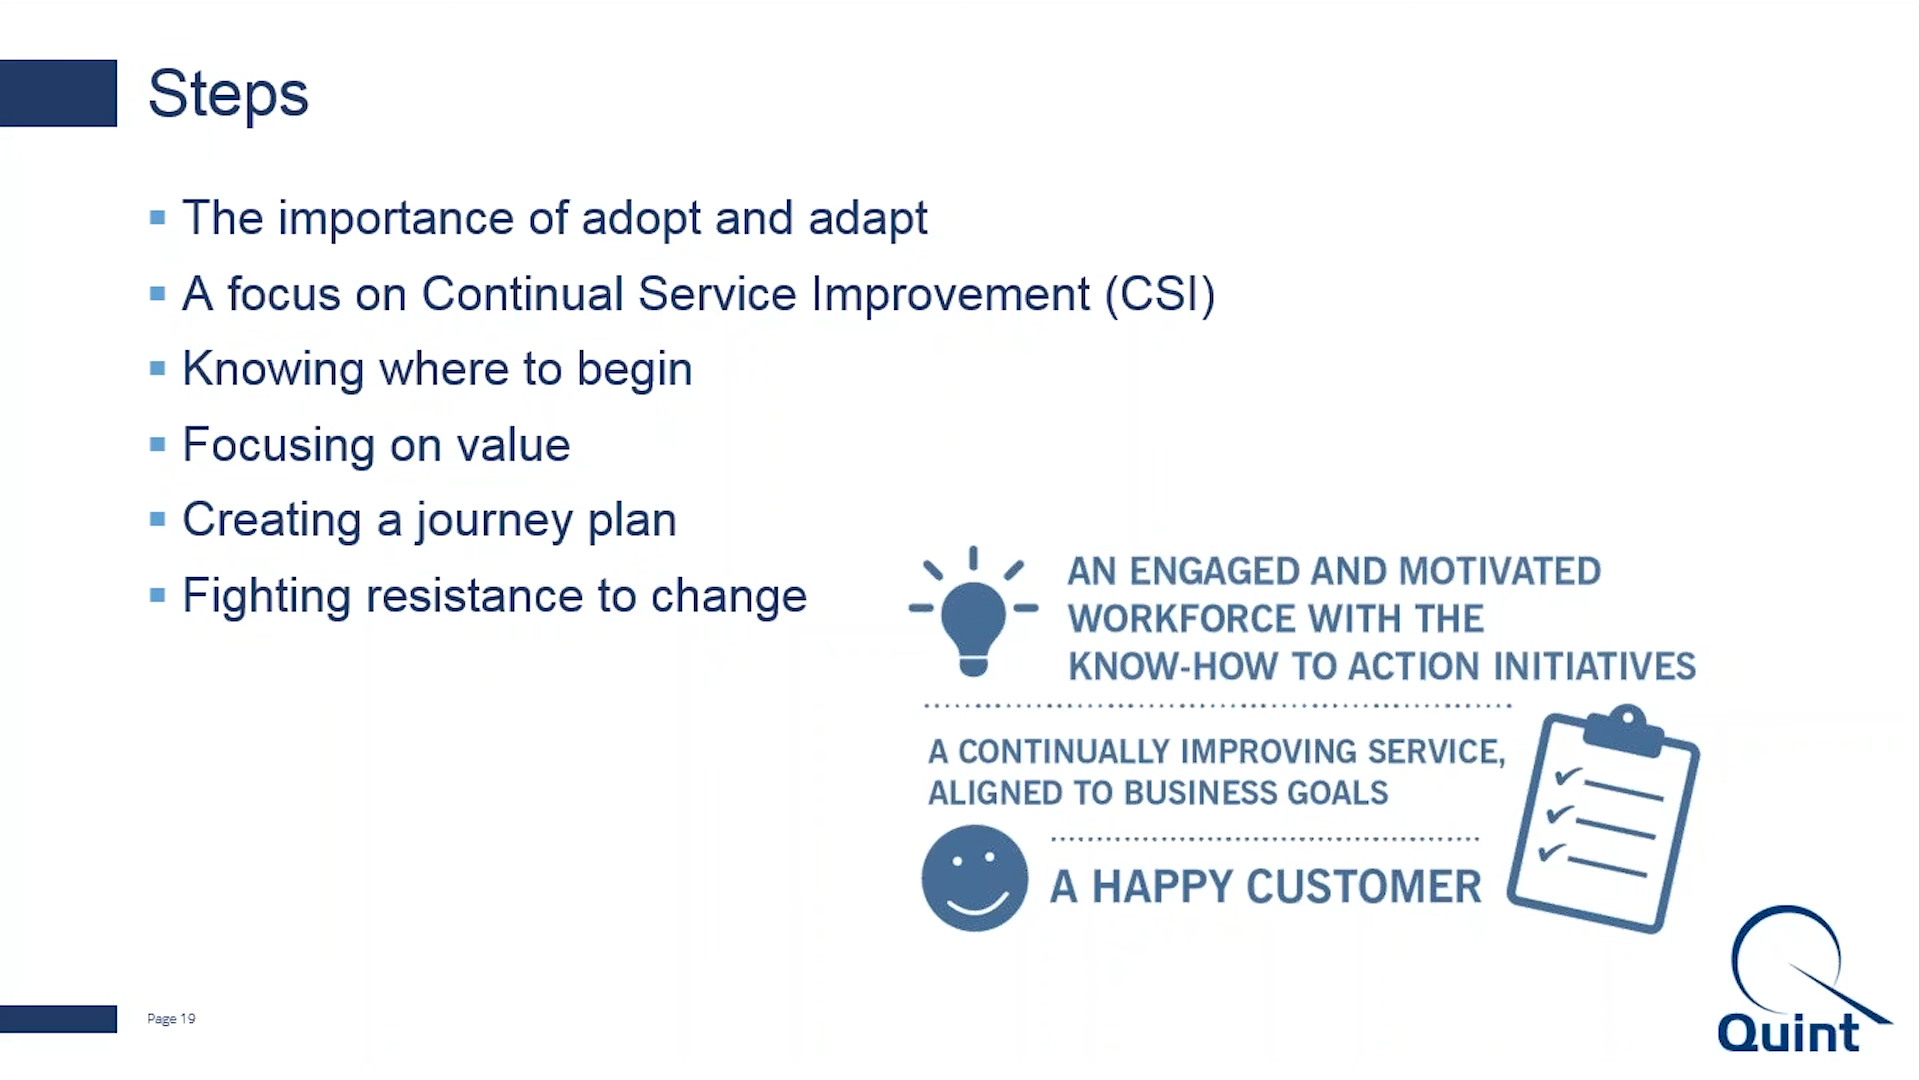 Steps
The importance of adopt and adapt
A focus on Continual Service Improvement (CSI)
Knowing where to begin
Focusing on value
Creating a journey plan
Fighting resistance to change
AN ENGAGED AND MOTIVATED
WORKFORCE WITH THE
KNOW-HOW TO ACTION INITIATIVES
A CONTINUALLY IMPROVING SERVICE,
ALIGNED TO BUSINESS GOALS
A HAPPY CUSTOMER
Page 19
Quint